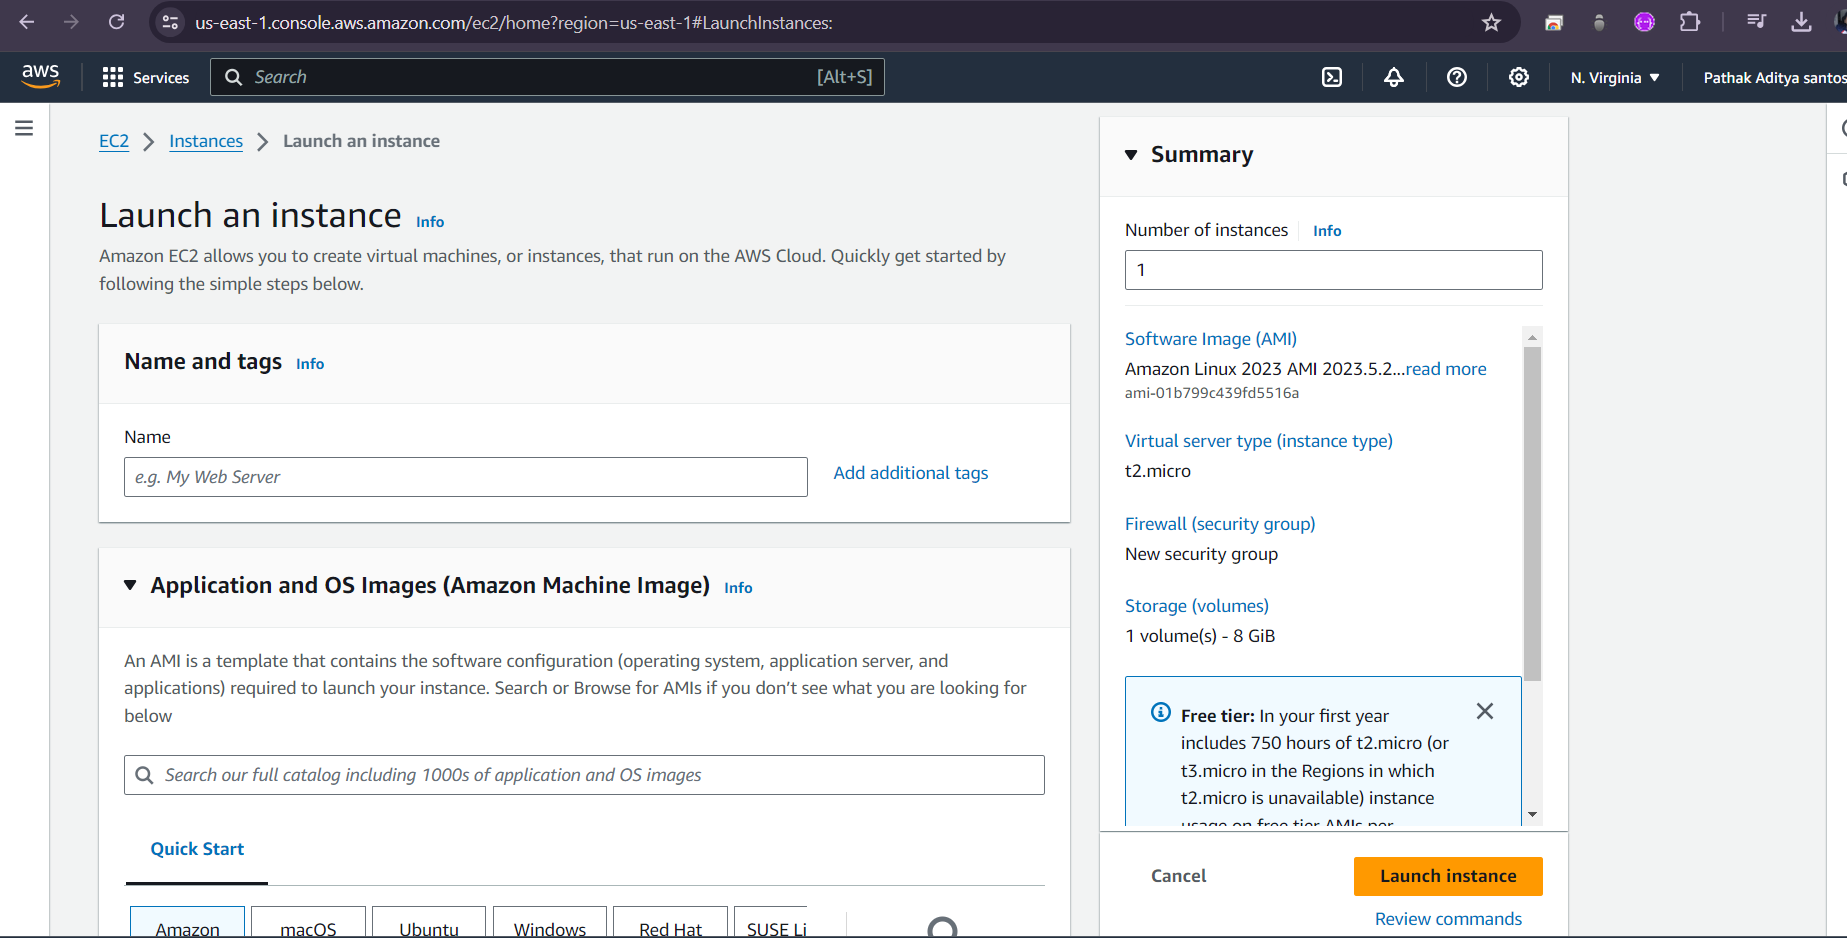 us-east-1.console.aws.amazon.com/ec2/home?region=us-east-1#LaunchInstances:
aws
Services
Search
[Alt+S]
N. Virginia
Pathak Aditya santos
EC2
Instances
Launch an instance
Launch an instance Info
Amazon EC2 allows you to create virtual machines, or instances, that run on the AWS Cloud. Quickly get started by
following the simple steps below.
Name and tags Info
Name
e.g. My Web Server
Add additional tags
Application and OS Images (Amazon Machine Image) Info
An AMI is a template that contains the software configuration (operating system, application server, and
applications) required to launch your instance. Search or Browse for AMIs if you don’t see what you are looking for
below
Search our full catalog including 1000s of application and OS images
Quick Start
Amazon
macOS
Ubuntu
Windows
Red Hat
SUSE Li
Summary
Number of instances Info
1
Software Image (AMI)
Amazon Linux 2023 AMI 2023.5.2...read more
ami-01b799c439fd5516a
Virtual server type (instance type)
t2.micro
Firewall (security group)
New security group
Storage (volumes)
1 volume(s) - 8 GiB
Free tier: In your first year
includes 750 hours of t2.micro (or
t3.micro in the Regions in which
t2.micro is unavailable) instance
usage on free tier AMIs per
Cancel
Launch instance
Review commands